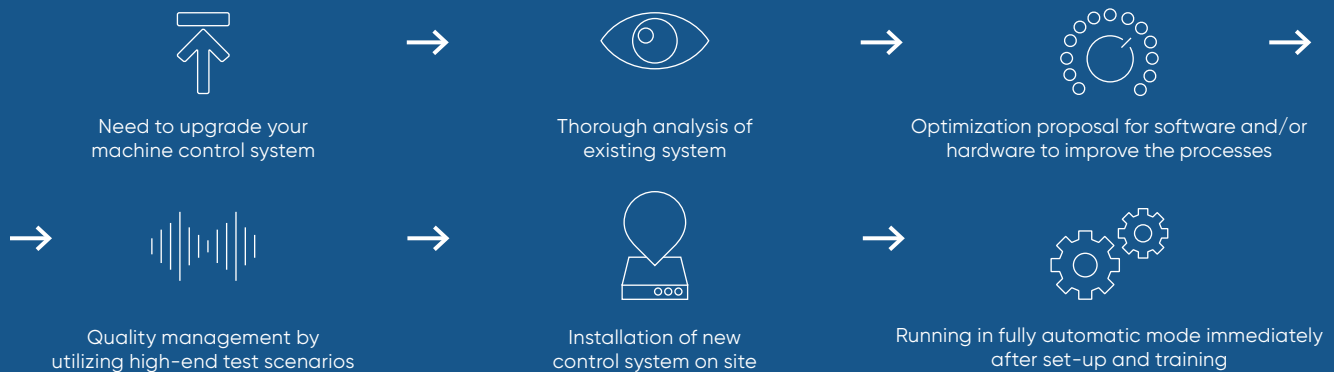 Need to upgrade your
machine control system
Thorough analysis of
existing system
Optimization proposal for software and/or
hardware to improve the processes
Quality management by
utilizing high-end test scenarios
Installation of new
control system on site
Running in fully automatic mode immediately
after set-up and training